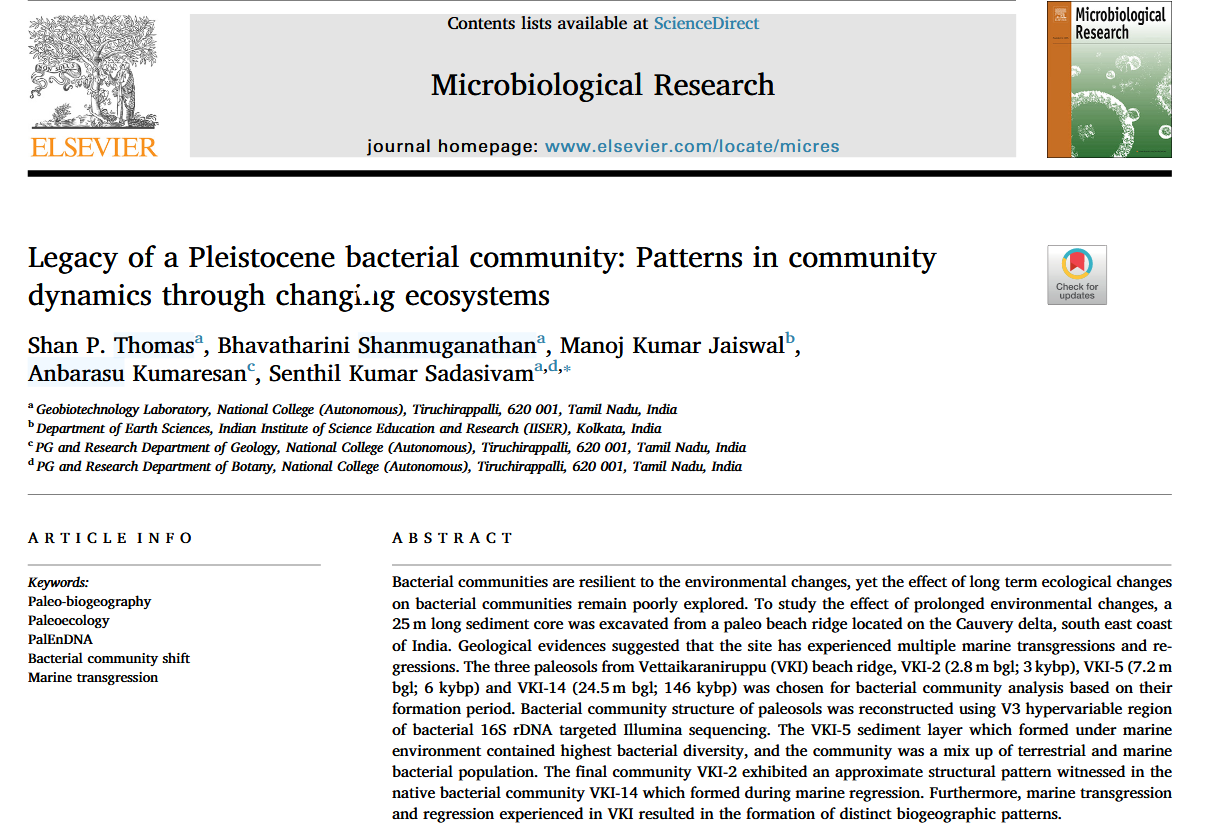 Contents lists available at ScienceDirect
Microbiological Research
journal homepage: www.elsevier.com/locate/micres
ELSEVIER
Microbiological
Research
Legacy of a Pleistocene bacterial community: Patterns in community
dynamics through changing ecosystems
Check for
updates
Shan P. Thomasa, Bhavatharini Shanmuganathana, Manoj Kumar Jaiswalb,
Anbarasu Kumaresanc, Senthil Kumar Sadasivama,d,*
a Geobiotechnology Laboratory, National College (Autonomous), Tiruchirappalli, 620 001, Tamil Nadu, India
b Department of Earth Sciences, Indian Institute of Science Education and Research (IISER), Kolkata, India
c PG and Research Department of Geology, National College (Autonomous), Tiruchirappalli, 620 001, Tamil Nadu, India
d PG and Research Department of Botany, National College (Autonomous), Tiruchirappalli, 620 001, Tamil Nadu, India
ARTICLE INFO
Keywords:
Paleo-biogeography
Paleoecology
PalEnDNA
Bacterial community shift
Marine transgression
ABSTRACT
Bacterial communities are resilient to the environmental changes, yet the effect of long term ecological changes
on bacterial communities remain poorly explored. To study the effect of prolonged environmental changes, a
25 m long sediment core was excavated from a paleo beach ridge located on the Cauvery delta, south east coast
of India. Geological evidences suggested that the site has experienced multiple marine transgressions and re-
gressions. The three paleosols from Vettaikaraniruppu (VKI) beach ridge, VKI-2 (2.8 m bgl; 3 kybp), VKI-5 (7.2 m
bgl; 6 kybp) and VKI-14 (24.5 m bgl; 146 kybp) was chosen for bacterial community analysis based on their
formation period. Bacterial community structure of paleosols was reconstructed using V3 hypervariable region
of bacterial 16S rDNA targeted Illumina sequencing. The VKI-5 sediment layer which formed under marine
environment contained highest bacterial diversity, and the community was a mix up of terrestrial and marine
bacterial population. The final community VKI-2 exhibited an approximate structural pattern witnessed in the
native bacterial community VKI-14 which formed during marine regression. Furthermore, marine transgression
and regression experienced in VKI resulted in the formation of distinct biogeographic patterns.